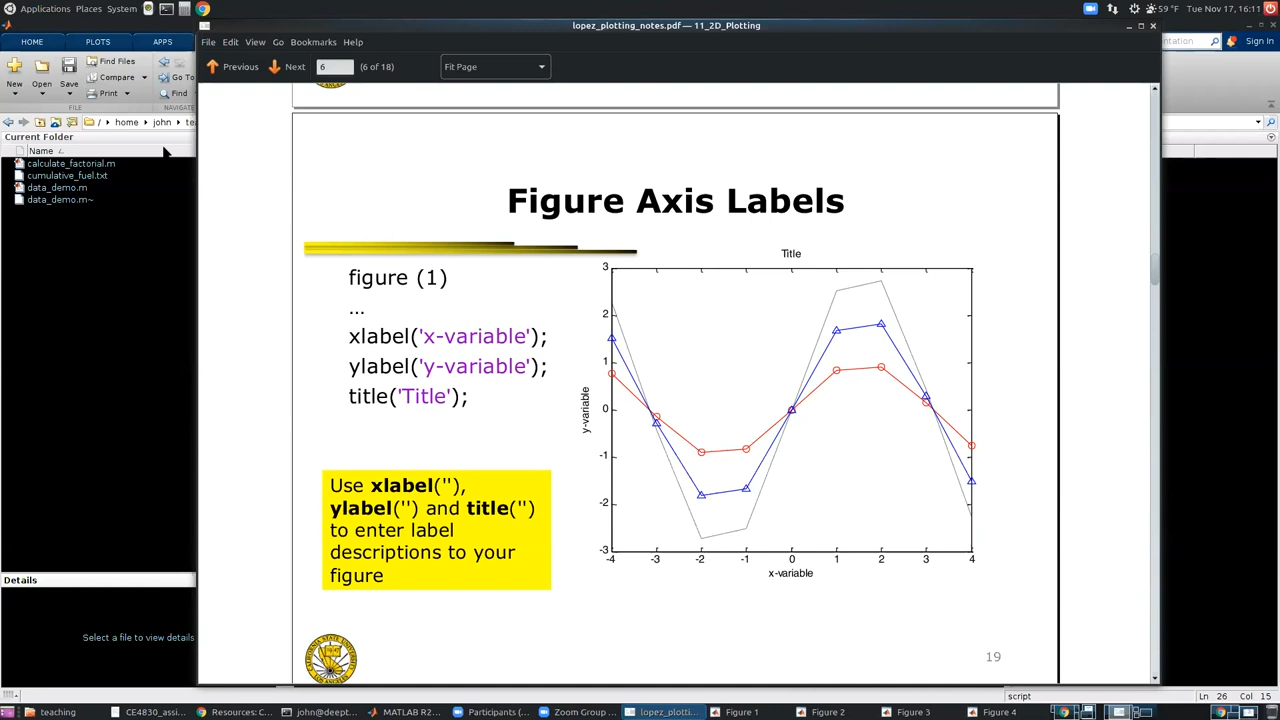 Applications Places System
59 °F Tue Nov 17, 16:11
lopez_plotting_notes.pdf — 11_2D_Plotting
HOME PLOTS APPS
File Edit View Go Bookmarks Help
Sign In
New Open Save
Find Files
Compare
Print
Go To
Find
FILE
NAVIGATE
Previous Next 6 (6 of 18) Fit Page
/ home john
Current Folder
Name
calculate_factorial.m
cumulative_fuel.txt
data_demo.m
data_demo.m~
Figure Axis Labels
figure (1)
...
xlabel('x-variable');
ylabel('y-variable');
title('Title');
Use xlabel(''),
ylabel('') and title('')
to enter label
descriptions to your
figure
Title
3
2
1
0
-1
-2
-3
y-variable
-4 -3 -2 -1 0 1 2 3 4
x-variable
19
Details
Select a file to view details
script
Ln 26 Col 15
teaching
CE4830_assi...
Resources: C...
john@deept...
MATLAB R2...
Participants (...
Zoom Group ...
lopez_plotti...
Figure 1
Figure 2
Figure 3
Figure 4